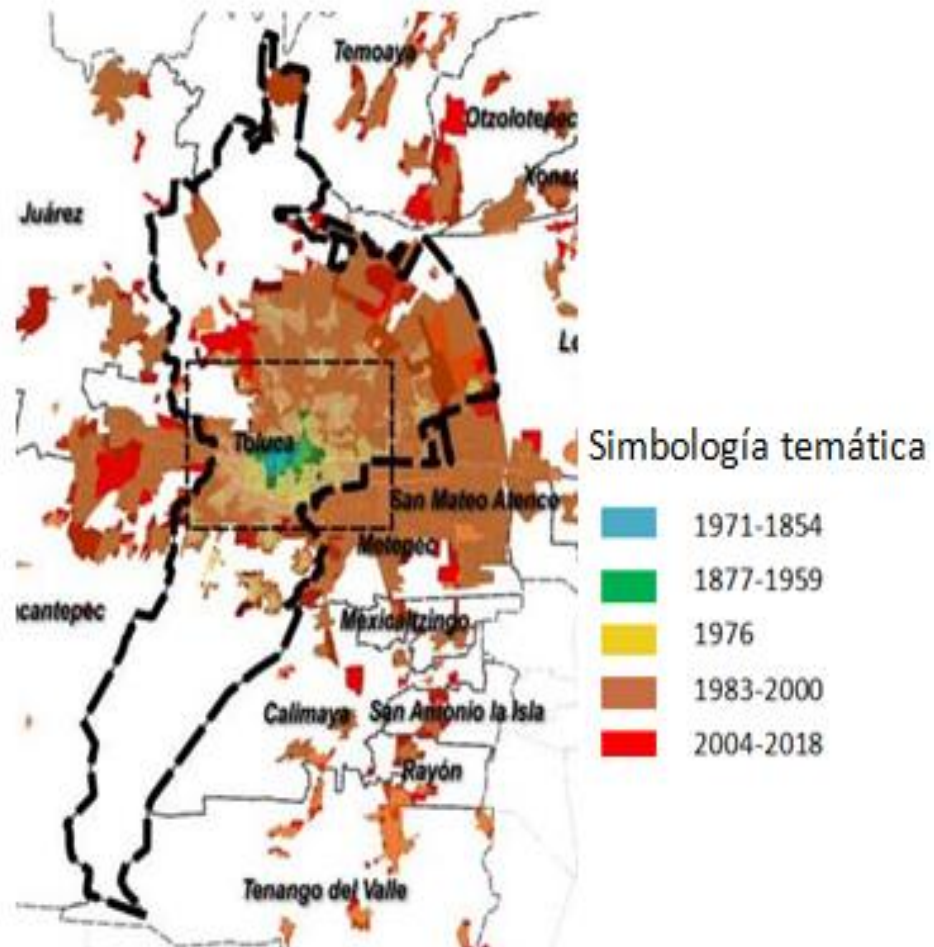 Temoaya
Otzolotepec
Juárez
Toluca
San Mateo Atenco
Metepec
cantepec
Mexicaltzingo
Calimaya
San Antonio la Isla
Rayón
Tenango del Valle
Simbología temática
1971-1854
1877-1959
1976
1983-2000
2004-2018